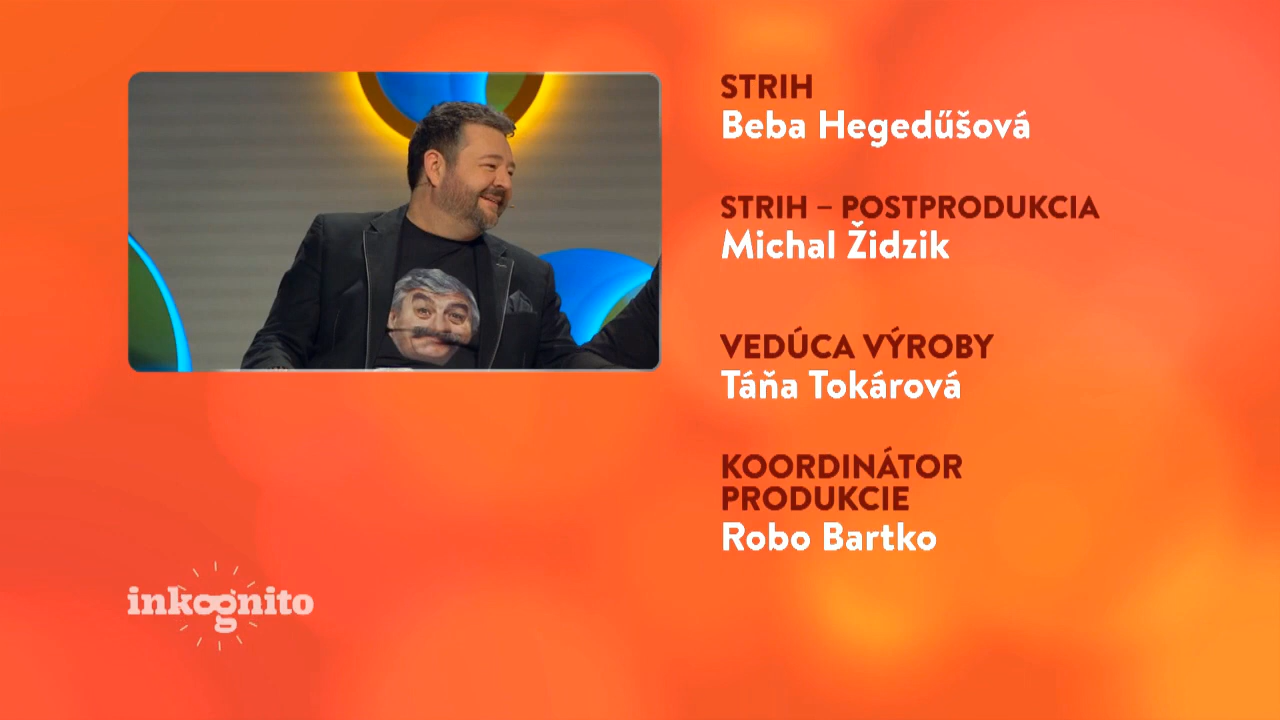 STRIH
Beba Hegedűšová
STRIH – POSTPRODUKCIA
Michal Židzik
VEDÚCA VÝROBY
Táňa Tokárová
KOORDINÁTOR
PRODUKCIE
Robo Bartko
inkognito